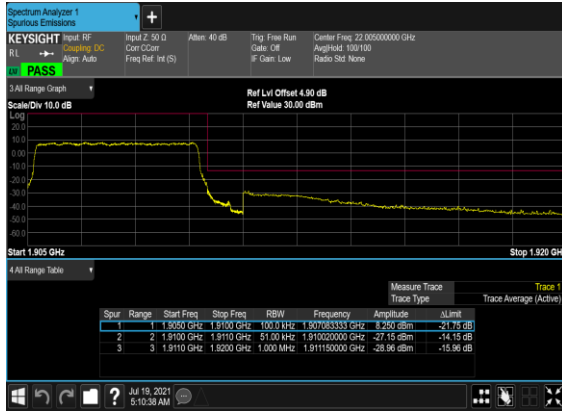 Spectrum Analyzer 1
Spurious Emissions
+
KEYSIGHT Input: RF Input Z: 50 Ω Atten: 40 dB Trig: Free Run Center Freq: 22.005000000 GHz
RL Coupling: DC Corr CCorr Gate: Off Avg|Hold: 100/100
Align: Auto Freq Ref: Int (S) IF Gain: Low Radio Std: None
PASS
3 All Range Graph Ref Lvl Offset 4.90 dB
Scale/Div 10.0 dB Ref Value 30.00 dBm
Log
20.0
10.0
0.00
-10.0
-20.0
-30.0
-40.0
-50.0
-60.0
Start 1.905 GHz Stop 1.920 GH
4 All Range Table
Measure Trace Trace 1
Trace Type Trace Average (Active)
Spur Range Start Freq Stop Freq RBW Frequency Amplitude ΔLimit
1 1 1.9050 GHz 1.9100 GHz 100.0 kHz 1.907083333 GHz 8.250 dBm -21.75 dB
2 2 1.9100 GHz 1.9110 GHz 51.00 kHz 1.910020000 GHz -27.15 dBm -14.15 dB
3 3 1.9110 GHz 1.9200 GHz 1.000 MHz 1.911150000 GHz -28.96 dBm -15.96 dB
? Jul 19, 2021
5:10:38 AM